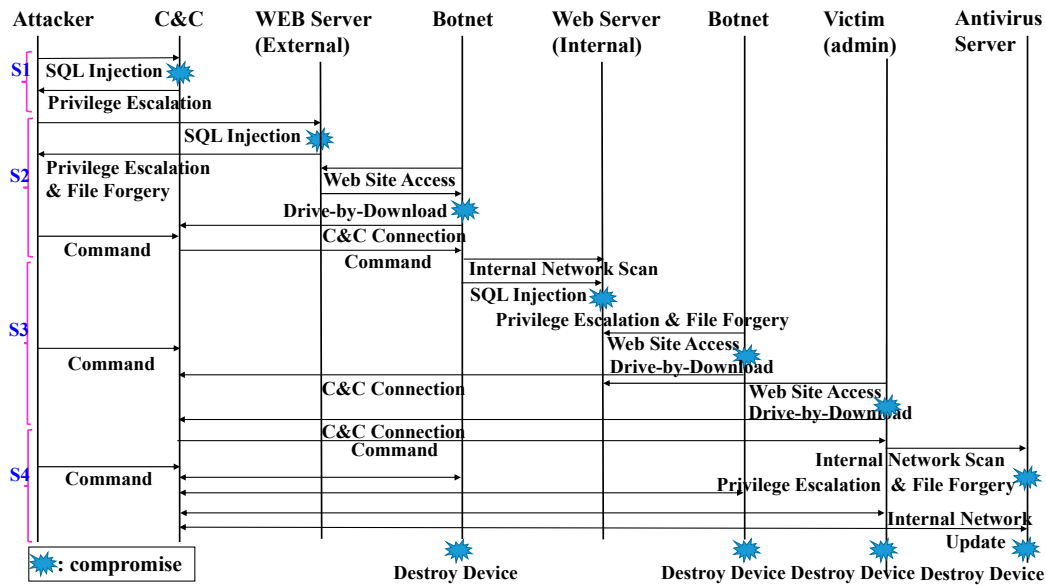 Attacker
C&C
WEB Server
(External)
Botnet
Web Server
(Internal)
Botnet
Victim
(admin)
Antivirus
Server
S1
SQL Injection
Privilege Escalation
S2
SQL Injection
Privilege Escalation
& File Forgery
Web Site Access
Drive-by-Download
C&C Connection
Command
Command
S3
Internal Network Scan
SQL Injection
Privilege Escalation & File Forgery
Web Site Access
Command
Drive-by-Download
C&C Connection
Web Site Access
Drive-by-Download
C&C Connection
S4
Command
Internal Network Scan
Command
Privilege Escalation & File Forgery
Internal Network
Update
: compromise
Destroy Device
Destroy Device
Destroy Device
Destroy Device